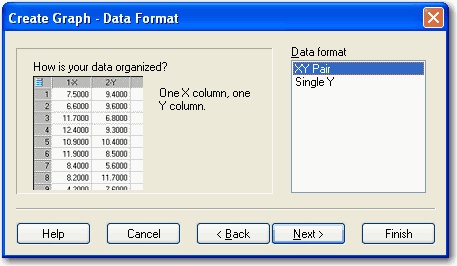 Create Graph - Data Format
How is your data organized?
1-X 2-Y
1 7.5000 9.4000
2 6.6000 9.6000
3 11.7000 6.8000
4 12.4000 9.3000
5 10.9000 10.4000
6 11.9000 8.5000
7 8.4000 5.6000
8 8.2000 11.7000
9 4.2000 7.6000
One X column, one
Y column.
Data format
XY Pair
Single Y
Help Cancel < Back Next > Finish